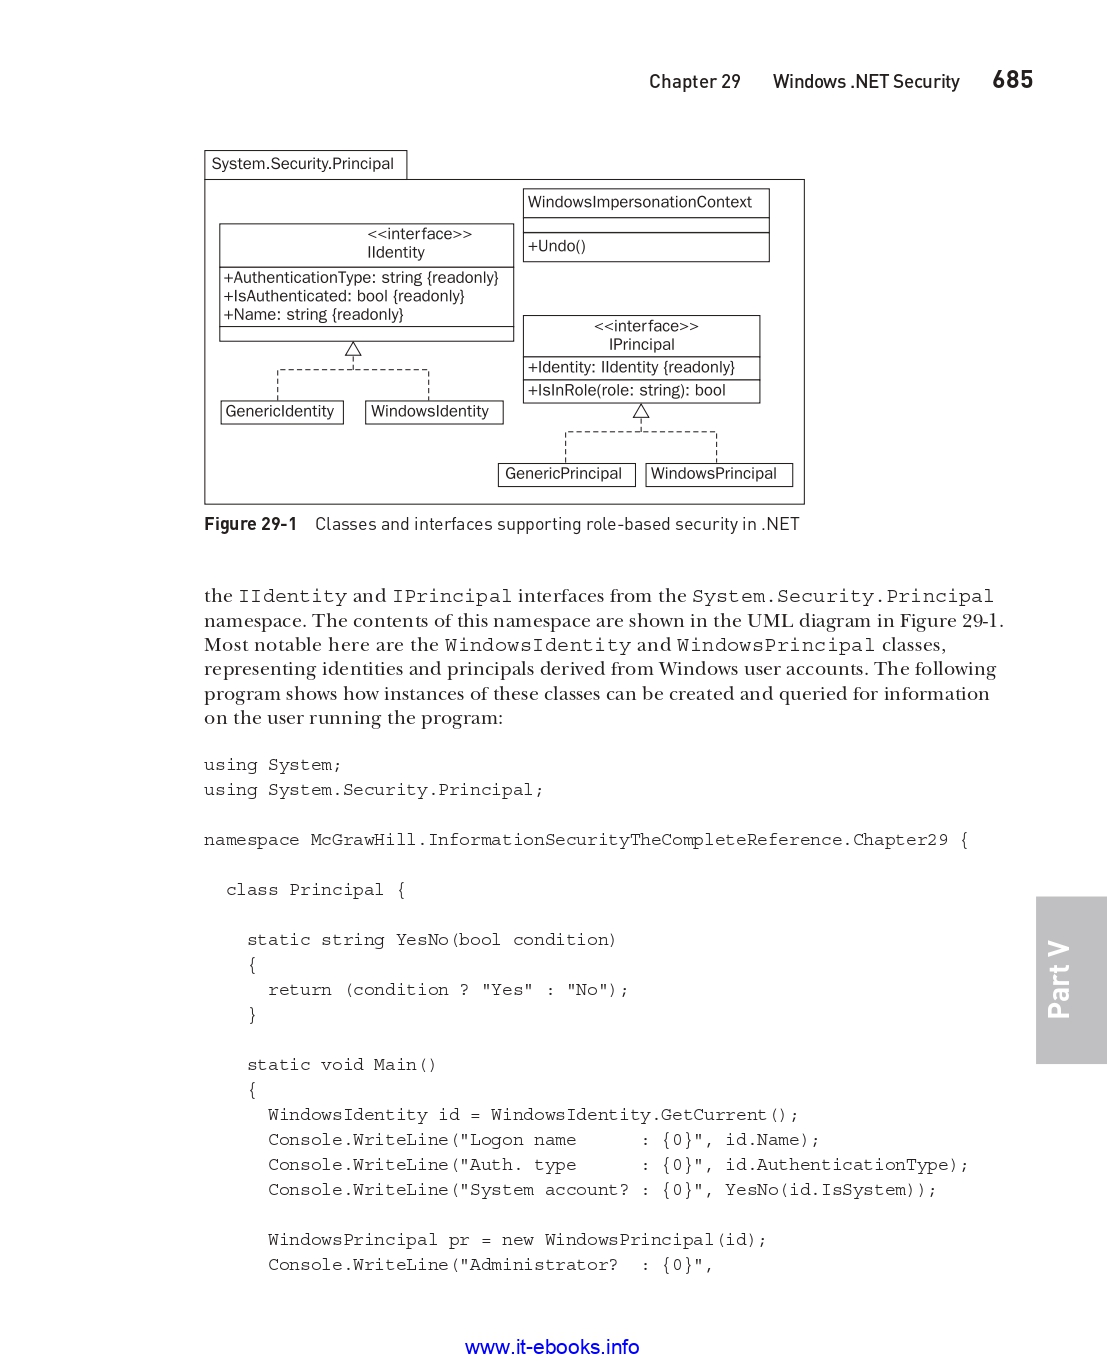 Chapter 29 Windows .NET Security 685
System.Security.Principal
WindowsImpersonationContext
+Undo()
<<interface>>
IIdentity
+AuthenticationType: string {readonly}
+IsAuthenticated: bool {readonly}
+Name: string {readonly}
<<interface>>
IPrincipal
+Identity: IIdentity {readonly}
+IsInRole(role: string): bool
GenericIdentity
WindowsIdentity
GenericPrincipal
WindowsPrincipal
Figure 29-1 Classes and interfaces supporting role-based security in .NET
the IIdentity and IPrincipal interfaces from the System.Security.Principal
namespace. The contents of this namespace are shown in the UML diagram in Figure 29-1.
Most notable here are the WindowsIdentity and WindowsPrincipal classes,
representing identities and principals derived from Windows user accounts. The following
program shows how instances of these classes can be created and queried for information
on the user running the program:
using System;
using System.Security.Principal;
namespace McGrawHill.InformationSecurityTheCompleteReference.Chapter29 {
class Principal {
static string YesNo(bool condition)
{
return (condition ? "Yes" : "No");
}
static void Main()
{
WindowsIdentity id = WindowsIdentity.GetCurrent();
Console.WriteLine("Logon name      : {0}", id.Name);
Console.WriteLine("Auth. type      : {0}", id.AuthenticationType);
Console.WriteLine("System account? : {0}", YesNo(id.IsSystem));
WindowsPrincipal pr = new WindowsPrincipal(id);
Console.WriteLine("Administrator?  : {0}",
Part V
www.it-ebooks.info